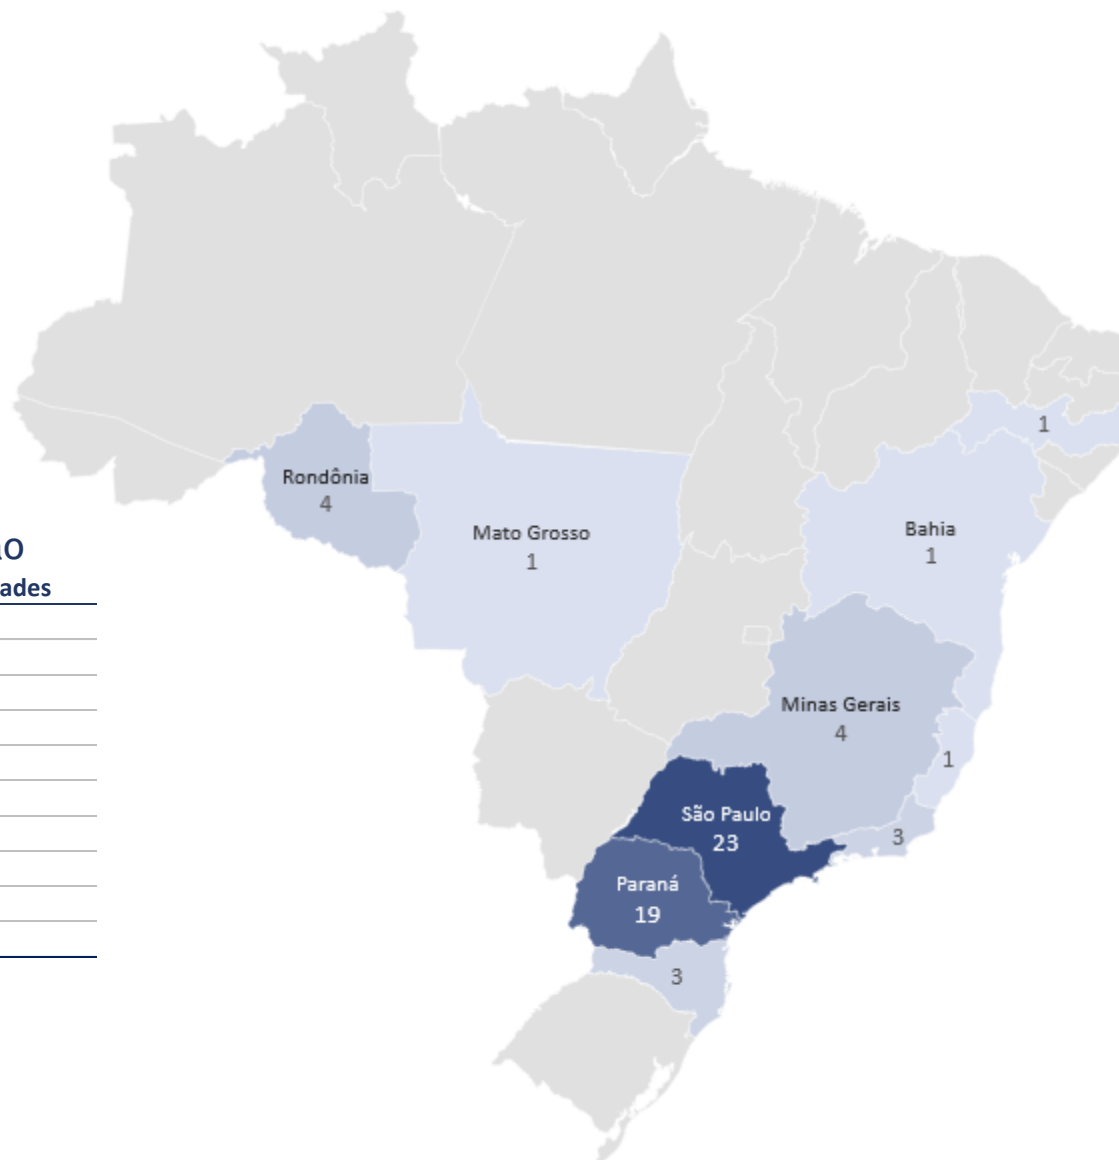 1
Rondônia
4
Mato Grosso
1
Bahia
1
ão
ades
Minas Gerais
4
1
São Paulo
23
3
Paraná
19
3